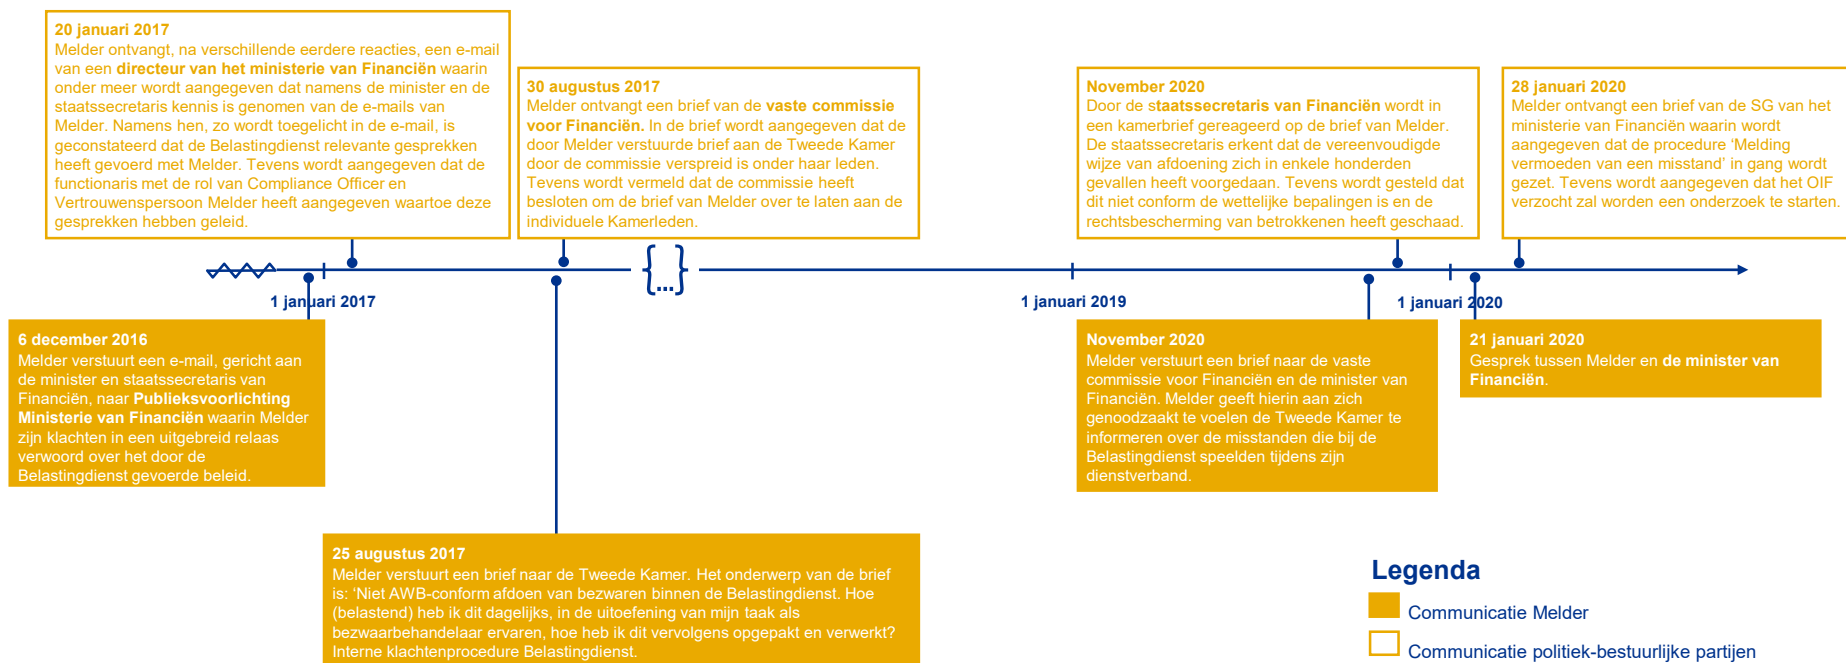 20 januari 2017
Melder ontvangt, na verschillende eerdere reacties, een e-mail
van een directeur van het ministerie van Financiën waarin
onder meer wordt aangegeven dat namens de minister en de
staatssecretaris kennis is genomen van de e-mails van
Melder. Namens hen, zo wordt toegelicht in de e-mail, is
geconstateerd dat de Belastingdienst relevante gesprekken
heeft gevoerd met Melder. Tevens wordt aangegeven dat de
functionaris met de rol van Compliance Officer en
Vertrouwenspersoon Melder heeft aangegeven waartoe deze
gesprekken hebben geleid.
30 augustus 2017
Melder ontvangt een brief van de vaste commissie
voor Financiën. In de brief wordt aangegeven dat de
door Melder verstuurde brief aan de Tweede Kamer
door de commissie verspreid is onder haar leden.
Tevens wordt vermeld dat de commissie heeft
besloten om de brief van Melder over te laten aan de
individuele Kamerleden.
November 2020
Door de staatssecretaris van Financiën wordt in
een kamerbrief gereageerd op de brief van Melder.
De staatssecretaris erkent dat de vereenvoudigde
wijze van afdoening zich in enkele honderden
gevallen heeft voorgedaan. Tevens wordt gesteld dat
dit niet conform de wettelijke bepalingen is en de
rechtsbescherming van betrokkenen heeft geschaad.
28 januari 2020
Melder ontvangt een brief van de SG van het
ministerie van Financiën waarin wordt
aangegeven dat de procedure ‘Melding
vermoeden van een misstand’ in gang wordt
gezet. Tevens wordt aangegeven dat het OIF
verzocht zal worden een onderzoek te starten.
{...}
1 januari 2017
1 januari 2019
1 januari 2020
6 december 2016
Melder verstuurt een e-mail, gericht aan
de minister en staatssecretaris van
Financiën, naar Publieksvoorlichting
Ministerie van Financiën waarin Melder
zijn klachten in een uitgebreid relaas
verwoord over het door de
Belastingdienst gevoerde beleid.
25 augustus 2017
Melder verstuurt een brief naar de Tweede Kamer. Het onderwerp van de brief
is: ‘Niet AWB-conform afdoen van bezwaren binnen de Belastingdienst. Hoe
(belastend) heb ik dit dagelijks, in de uitoefening van mijn taak als
bezwaarbehandelaar ervaren, hoe heb ik dit vervolgens opgepakt en verwerkt?
Interne klachtenprocedure Belastingdienst.
November 2020
Melder verstuurt een brief naar de vaste
commissie voor Financiën en de minister van
Financiën. Melder geeft hierin aan zich
genoodzaakt te voelen de Tweede Kamer te
informeren over de misstanden die bij de
Belastingdienst speelden tijdens zijn
dienstverband.
21 januari 2020
Gesprek tussen Melder en de minister van
Financiën.
Legenda
Communicatie Melder
Communicatie politiek-bestuurlijke partijen